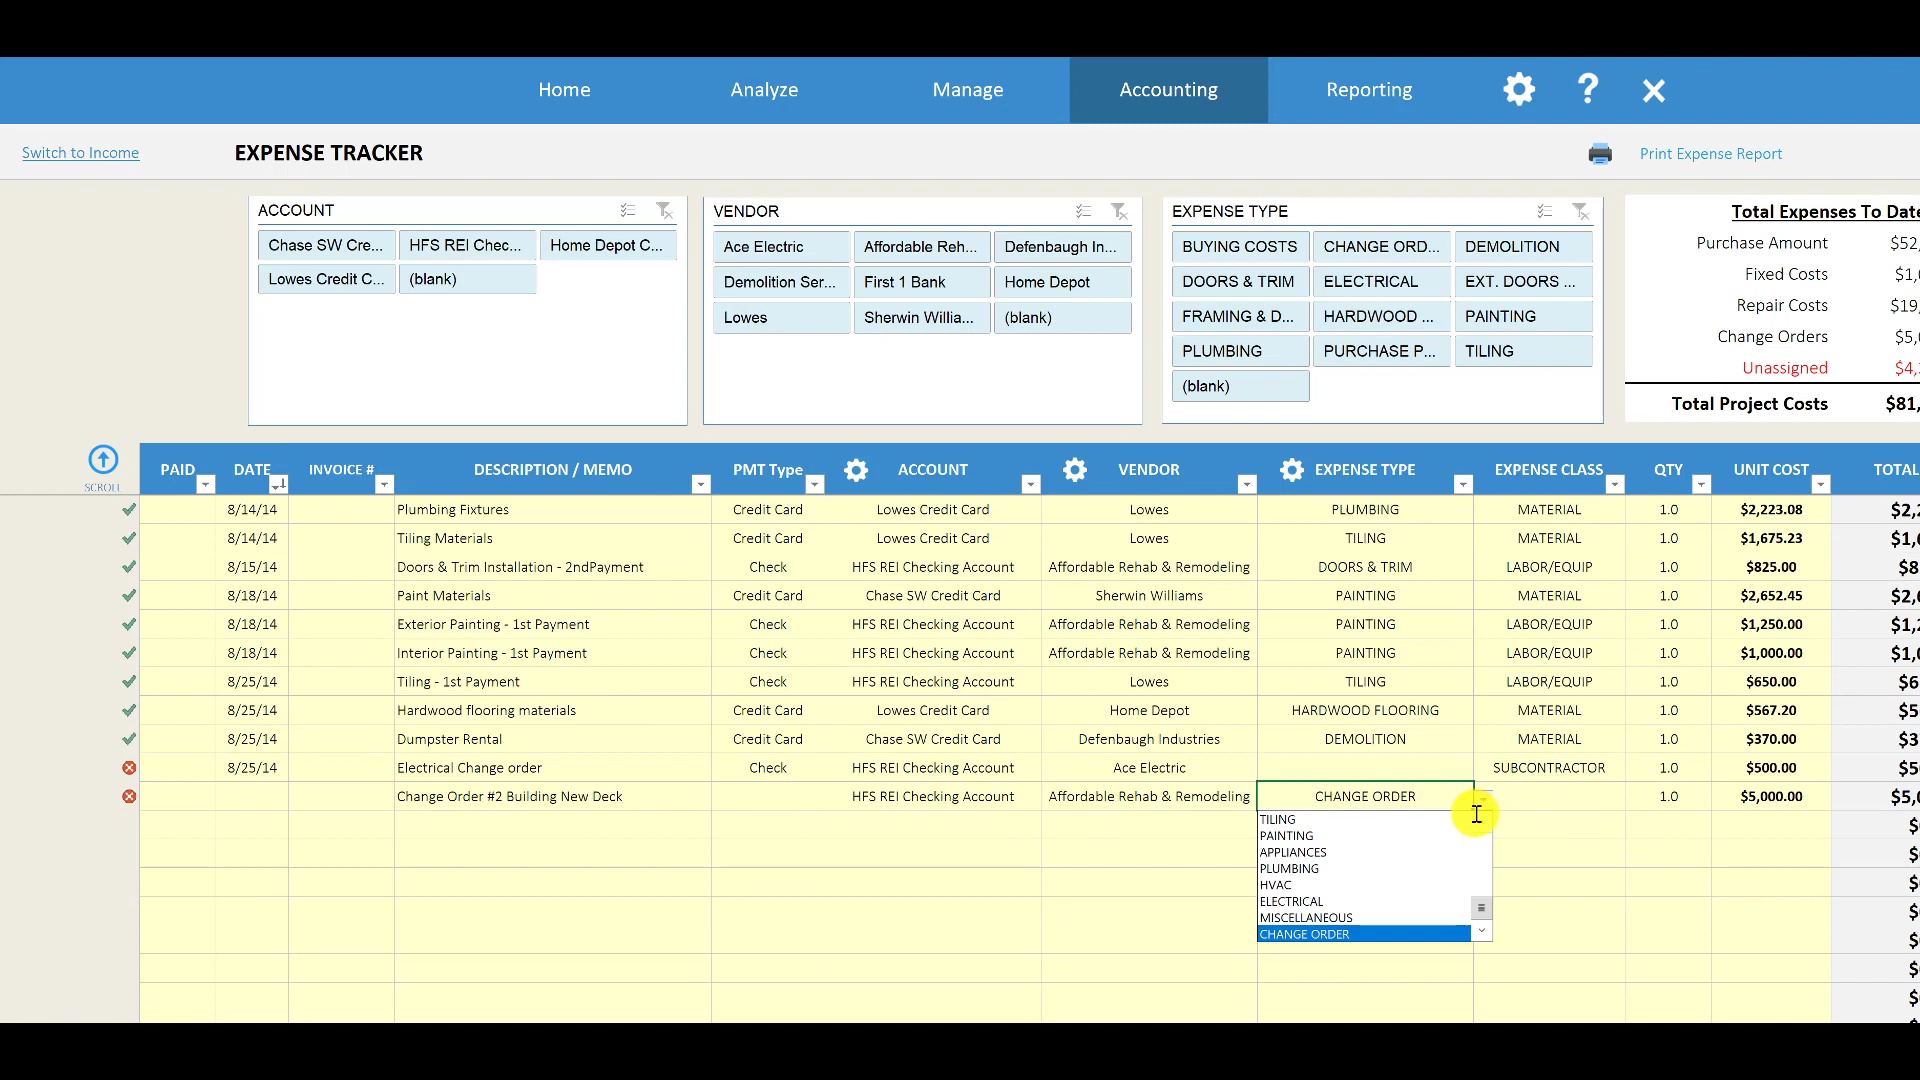 Home Analyze Manage Accounting Reporting ?
Switch to Income EXPENSE TRACKER Print Expense Report
ACCOUNT
Chase SW Cre... HFS REI Chec... Home Depot C...
Lowes Credit C... (blank)
VENDOR
Ace Electric Affordable Reh... Defenbaugh In...
Demolition Ser... First 1 Bank Home Depot
Lowes Sherwin Willia... (blank)
EXPENSE TYPE
BUYING COSTS CHANGE ORD... DEMOLITION
DOORS & TRIM ELECTRICAL EXT. DOORS ...
FRAMING & D... HARDWOOD ... PAINTING
PLUMBING PURCHASE P... TILING
(blank)
Total Expenses To Date
Purchase Amount $52,
Fixed Costs $1,
Repair Costs $19,
Change Orders $5,
Unassigned $4,
Total Project Costs $81,
SCROLL PAID DATE INVOICE # DESCRIPTION / MEMO PMT Type ACCOUNT VENDOR EXPENSE TYPE EXPENSE CLASS QTY UNIT COST TOTAL
8/14/14 Plumbing Fixtures Credit Card Lowes Credit Card Lowes PLUMBING MATERIAL 1.0 $2,223.08 $2,
8/14/14 Tiling Materials Credit Card Lowes Credit Card Lowes TILING MATERIAL 1.0 $1,675.23 $1,
8/15/14 Doors & Trim Installation - 2ndPayment Check HFS REI Checking Account Affordable Rehab & Remodeling DOORS & TRIM LABOR/EQUIP 1.0 $825.00 $8
8/18/14 Paint Materials Credit Card Chase SW Credit Card Sherwin Williams PAINTING MATERIAL 1.0 $2,652.45 $2,
8/18/14 Exterior Painting - 1st Payment Check HFS REI Checking Account Affordable Rehab & Remodeling PAINTING LABOR/EQUIP 1.0 $1,250.00 $1,
8/18/14 Interior Painting - 1st Payment Check HFS REI Checking Account Affordable Rehab & Remodeling PAINTING LABOR/EQUIP 1.0 $1,000.00 $1,
8/25/14 Tiling - 1st Payment Check HFS REI Checking Account Lowes TILING LABOR/EQUIP 1.0 $650.00 $6
8/25/14 Hardwood flooring materials Credit Card Lowes Credit Card Home Depot HARDWOOD FLOORING MATERIAL 1.0 $567.20 $5
8/25/14 Dumpster Rental Credit Card Chase SW Credit Card Defenbaugh Industries DEMOLITION MATERIAL 1.0 $370.00 $3
8/25/14 Electrical Change order Check HFS REI Checking Account Ace Electric SUBCONTRACTOR 1.0 $500.00 $5
Change Order #2 Building New Deck HFS REI Checking Account Affordable Rehab & Remodeling CHANGE ORDER 1.0 $5,000.00 $5,
TILING
PAINTING
APPLIANCES
PLUMBING
HVAC
ELECTRICAL
MISCELLANEOUS
CHANGE ORDER